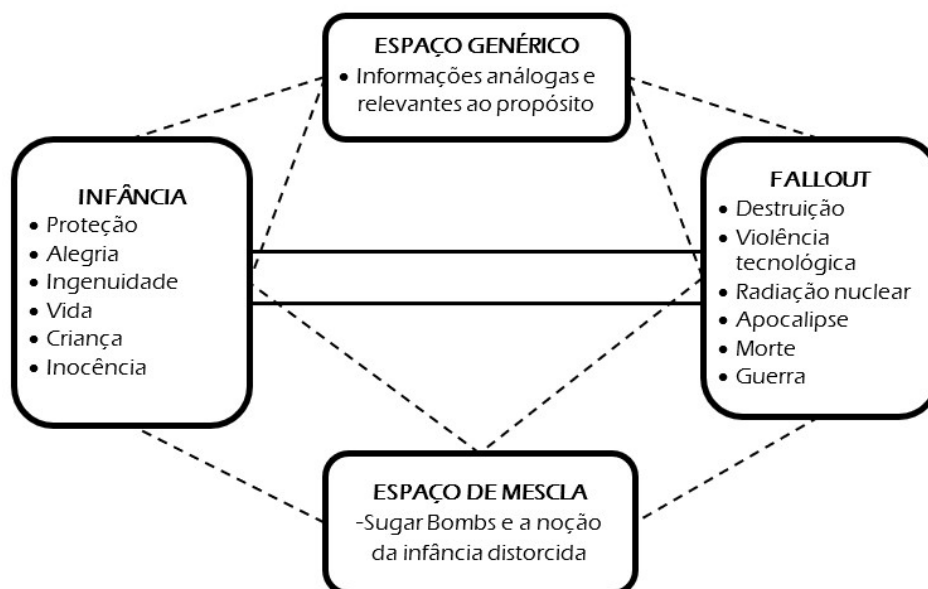 ESPAÇO GENÉRICO
• Informações análogas e
relevantes ao propósito
INFÂNCIA
• Proteção
• Alegria
• Ingenuidade
• Vida
• Criança
• Inocência
FALLOUT
• Destruição
• Violência
tecnológica
• Radiação nuclear
• Apocalipse
• Morte
• Guerra
ESPAÇO DE MESCLA
-Sugar Bombs e a noção
da infância distorcida